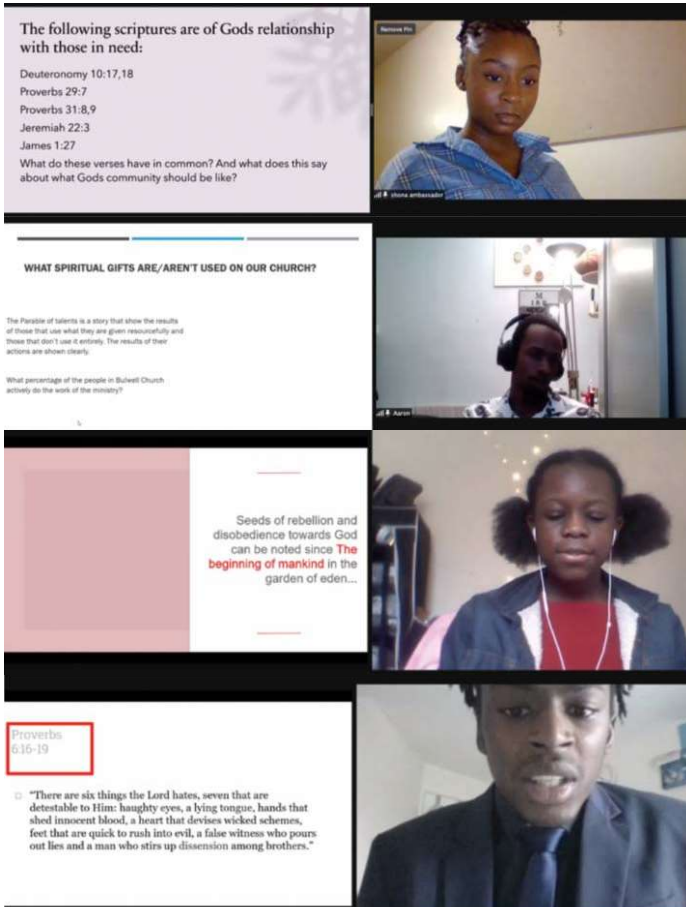 The following scriptures are of Gods relationship
with those in need:
Deuteronomy 10:17,18
Proverbs 29:7
Proverbs 31:8,9
Jeremiah 22:3
James 1:27
What do these verses have in common? And what does this say
about what Gods community should be like?
Remove Pin
shona ambassador
WHAT SPIRITUAL GIFTS ARE/AREN'T USED ON OUR CHURCH?
The Parable of talents is a story that show the results
of those that use what they are given resourcefully and
those that don't use it entirely. The results of their
actions are shown clearly.
What percentage of the people in Bulwell Church
actively do the work of the ministry?
Aaron
Seeds of rebellion and
disobedience towards God
can be noted since The
beginning of mankind in the
garden of eden...
Proverbs
6:16-19
"There are six things the Lord hates, seven that are
detestable to Him: haughty eyes, a lying tongue, hands that
shed innocent blood, a heart that devises wicked schemes,
feet that are quick to rush into evil, a false witness who pours
out lies and a man who stirs up dissension among brothers."